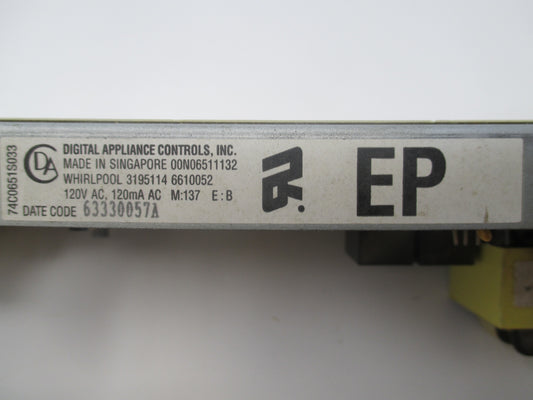 74C0651S033
CDA
DIGITAL APPLIANCE CONTROLS, INC.
MADE IN SINGAPORE 00N06511132
WHIRLPOOL 3195114 6610052
120V AC, 120mA AC M:137 E:B
DATE CODE 63330057A
EP